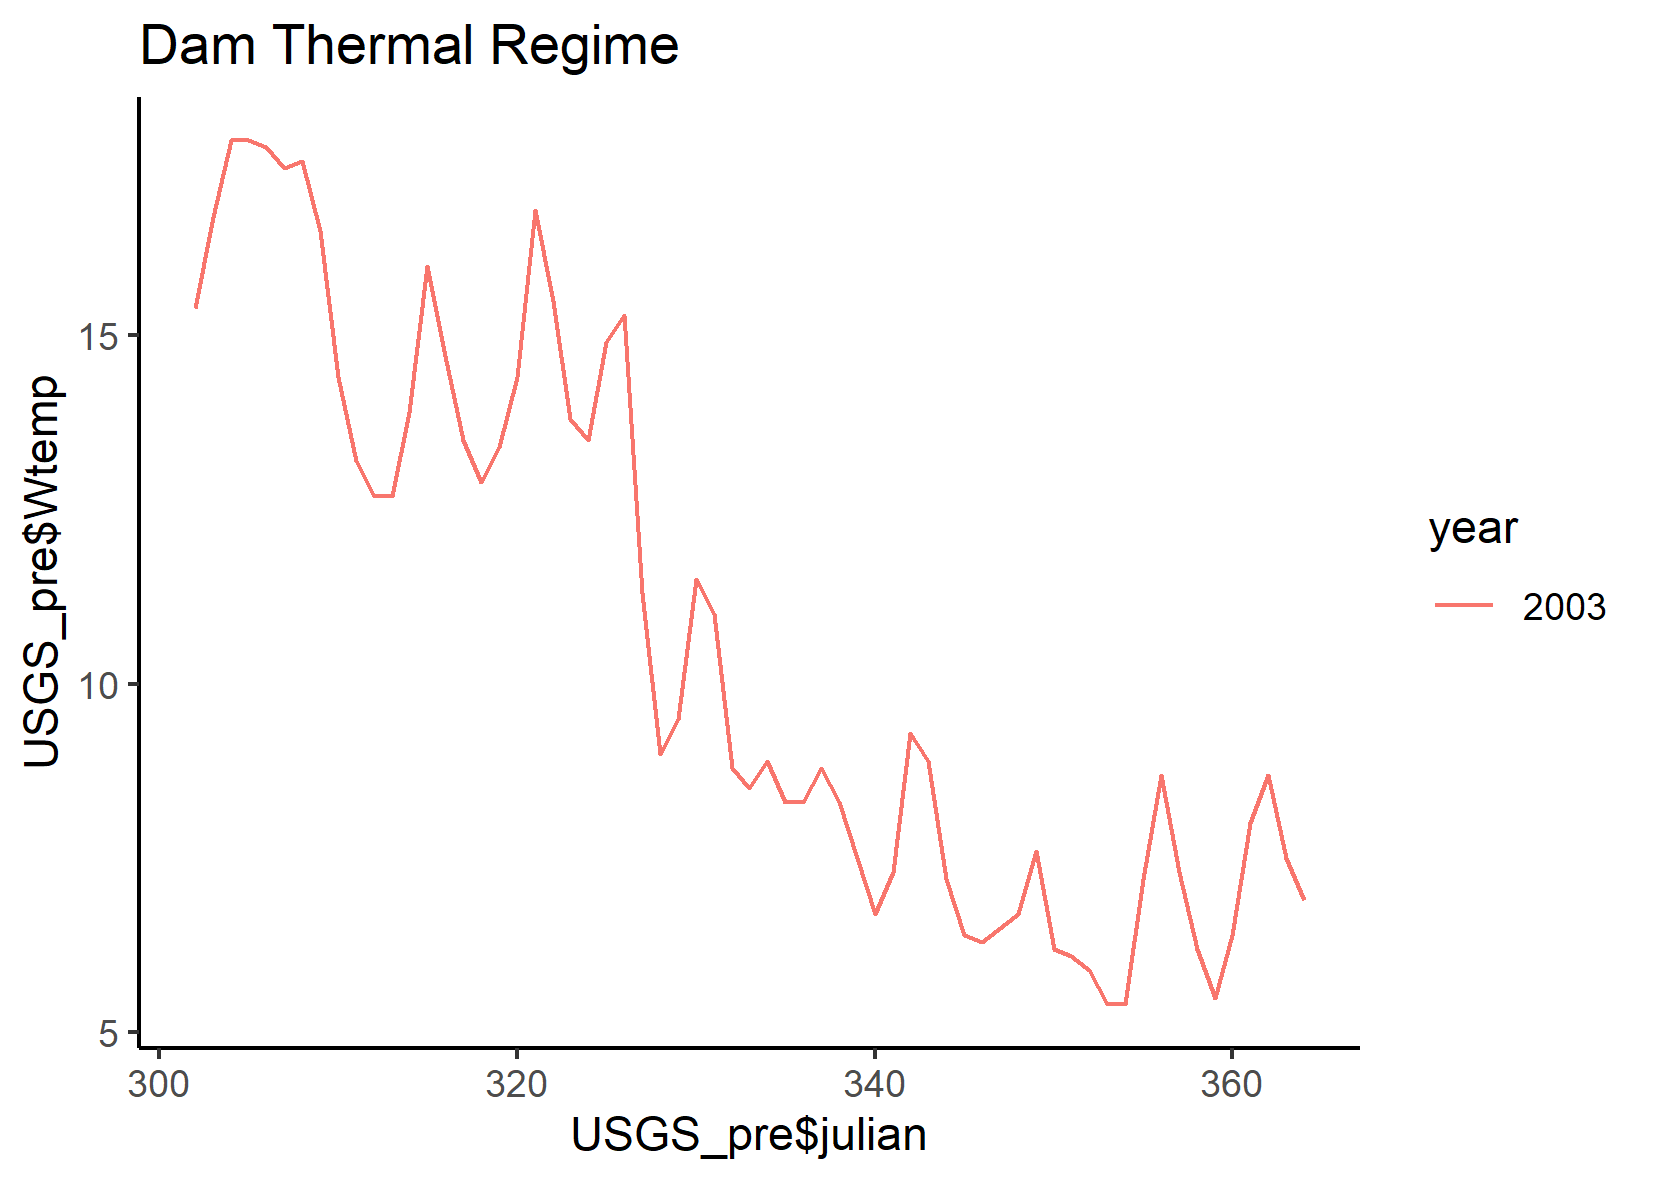 Dam Thermal Regime
USGS_pre$Wtemp
15
10
5
300 320 340 360
USGS_pre$julian
year
2003